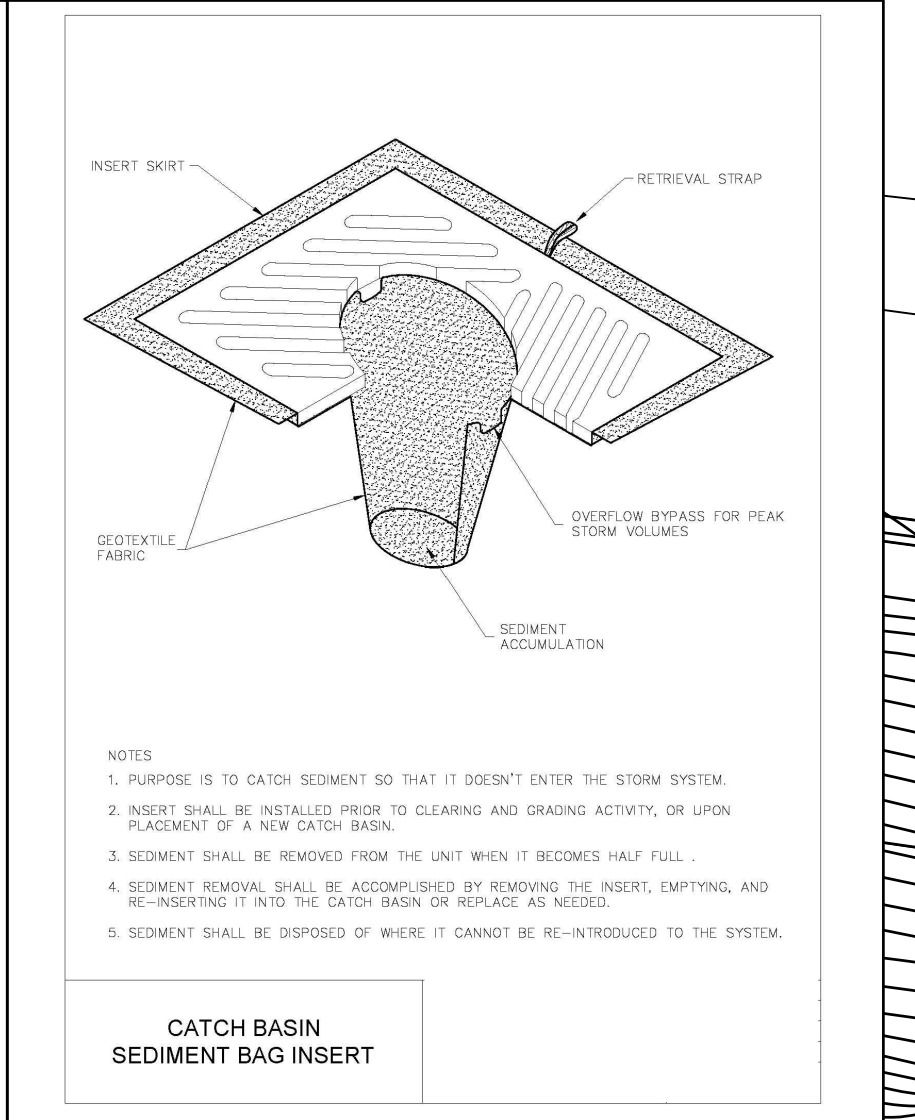 INSERT SKIRT
RETRIEVAL STRAP
GEOTEXTILE
FABRIC
OVERFLOW BYPASS FOR PEAK
STORM VOLUMES
SEDIMENT
ACCUMULATION
NOTES
1. PURPOSE IS TO CATCH SEDIMENT SO THAT IT DOESN'T ENTER THE STORM SYSTEM.
2. INSERT SHALL BE INSTALLED PRIOR TO CLEARING AND GRADING ACTIVITY, OR UPON
PLACEMENT OF A NEW CATCH BASIN.
3. SEDIMENT SHALL BE REMOVED FROM THE UNIT WHEN IT BECOMES HALF FULL .
4. SEDIMENT REMOVAL SHALL BE ACCOMPLISHED BY REMOVING THE INSERT, EMPTYING, AND
RE-INSERTING IT INTO THE CATCH BASIN OR REPLACE AS NEEDED.
5. SEDIMENT SHALL BE DISPOSED OF WHERE IT CANNOT BE RE-INTRODUCED TO THE SYSTEM.
CATCH BASIN
SEDIMENT BAG INSERT